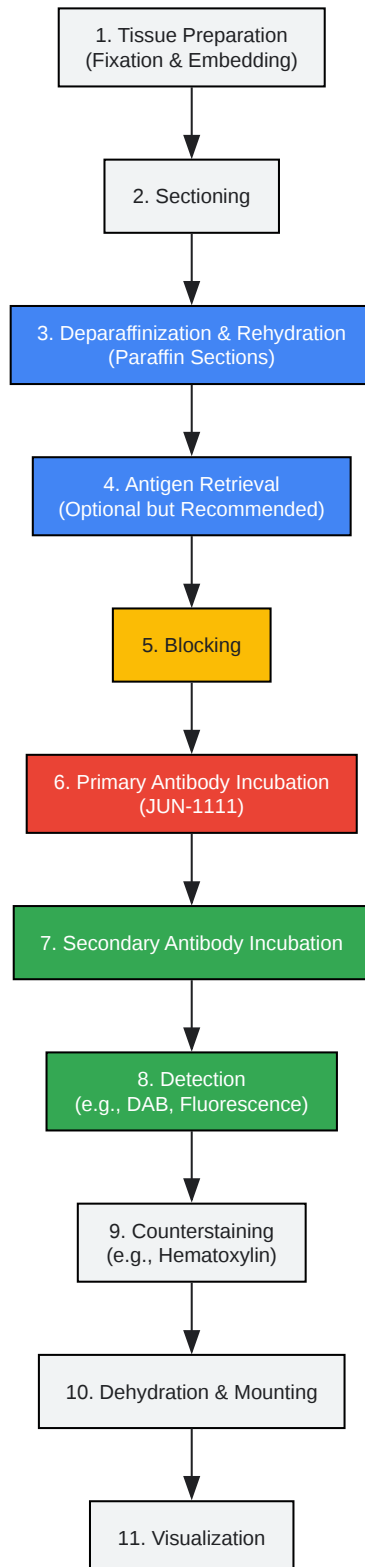 1. Tissue Preparation
(Fixation & Embedding)
2. Sectioning
3. Deparaffinization & Rehydration
(Paraffin Sections)
4. Antigen Retrieval
(Optional but Recommended)
5. Blocking
6. Primary Antibody Incubation
(JUN-1111)
7. Secondary Antibody Incubation
8. Detection
(e.g., DAB, Fluorescence)
9. Counterstaining
(e.g., Hematoxylin)
10. Dehydration & Mounting
11. Visualization